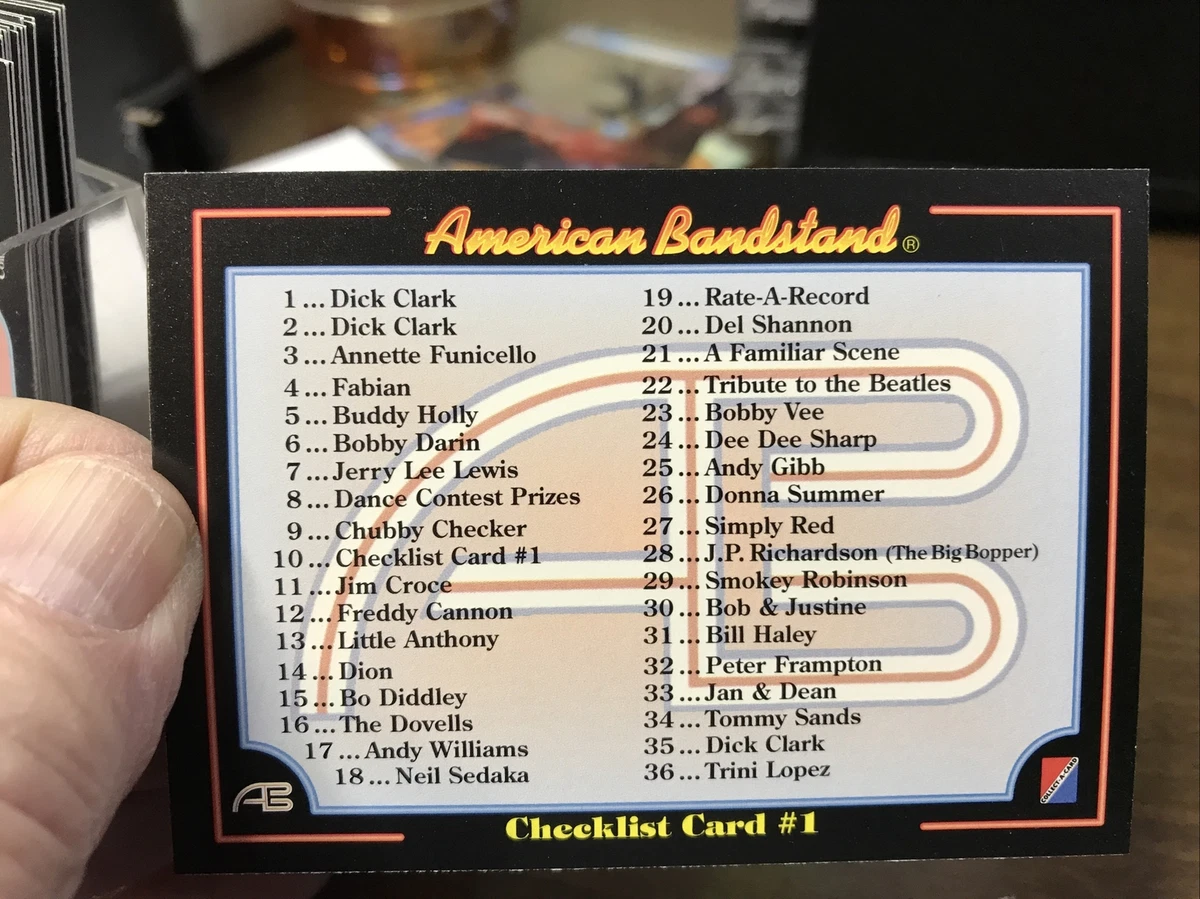 American Bandstand ®
1...Dick Clark
2...Dick Clark
3...Annette Funicello
4...Fabian
5...Buddy Holly
6...Bobby Darin
7...Jerry Lee Lewis
8...Dance Contest Prizes
9...Chubby Checker
10...Checklist Card #1
11...Jim Croce
12...Freddy Cannon
13...Little Anthony
14...Dion
15...Bo Diddley
16...The Dovells
17...Andy Williams
18...Neil Sedaka
19...Rate-A-Record
20...Del Shannon
21...A Familiar Scene
22...Tribute to the Beatles
23...Bobby Vee
24...Dee Dee Sharp
25...Andy Gibb
26...Donna Summer
27...Simply Red
28...J.P. Richardson (The Big Bopper)
29...Smokey Robinson
30...Bob & Justine
31...Bill Haley
32...Peter Frampton
33...Jan & Dean
34...Tommy Sands
35...Dick Clark
36...Trini Lopez
AB
COLLECT-A-CARD
Checklist Card #1